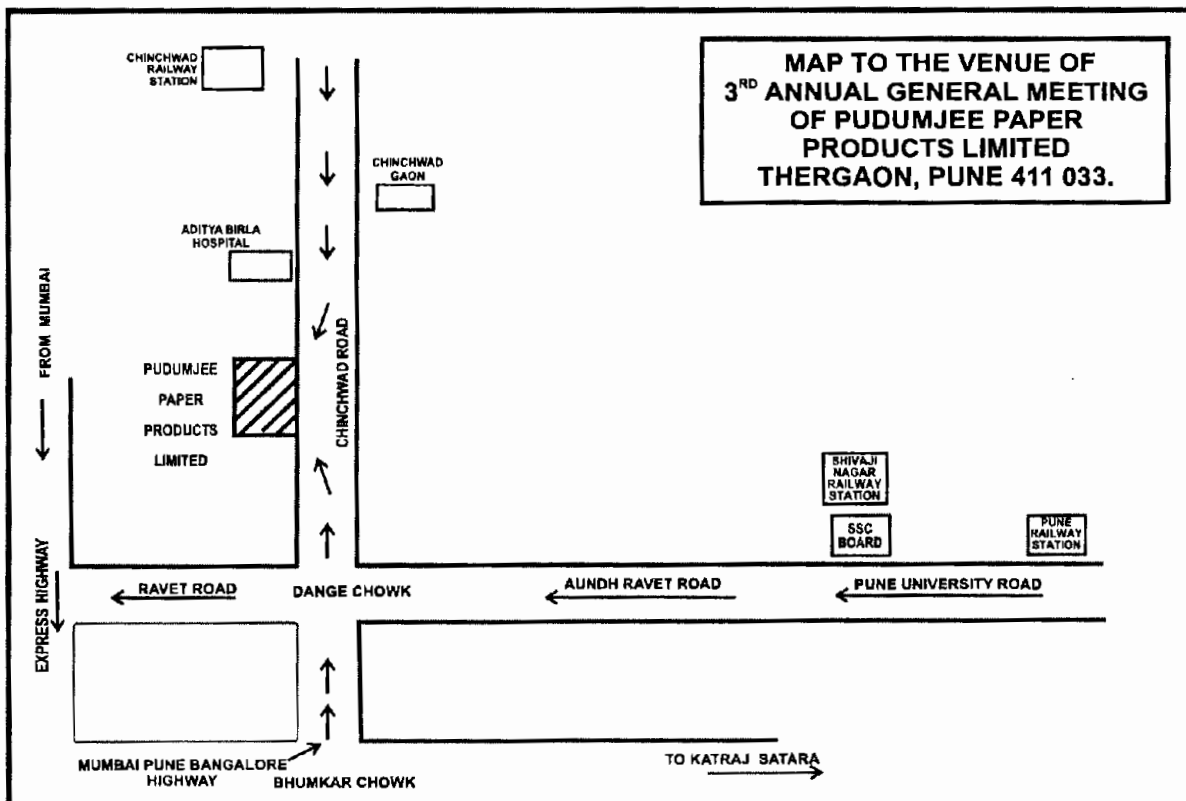 CHINCHWAD
RAILWAY
STATION
MAP TO THE VENUE OF
3RD ANNUAL GENERAL MEETING
OF PUDUMJEE PAPER
PRODUCTS LIMITED
THERGAON, PUNE 411 033.
CHINCHWAD
GAON
ADITYA BIRLA
HOSPITAL
FROM MUMBAI
PUDUMJEE
PAPER
PRODUCTS
LIMITED
CHINCHWAD ROAD
SHIVAJI
NAGAR
RAILWAY
STATION
SSC
BOARD
PUNE
RAILWAY
STATION
EXPRESS HIGHWAY
RAVET ROAD
DANGE CHOWK
AUNDH RAVET ROAD
PUNE UNIVERSITY ROAD
MUMBAI PUNE BANGALORE
HIGHWAY
BHUMKAR CHOWK
TO KATRAJ SATARA